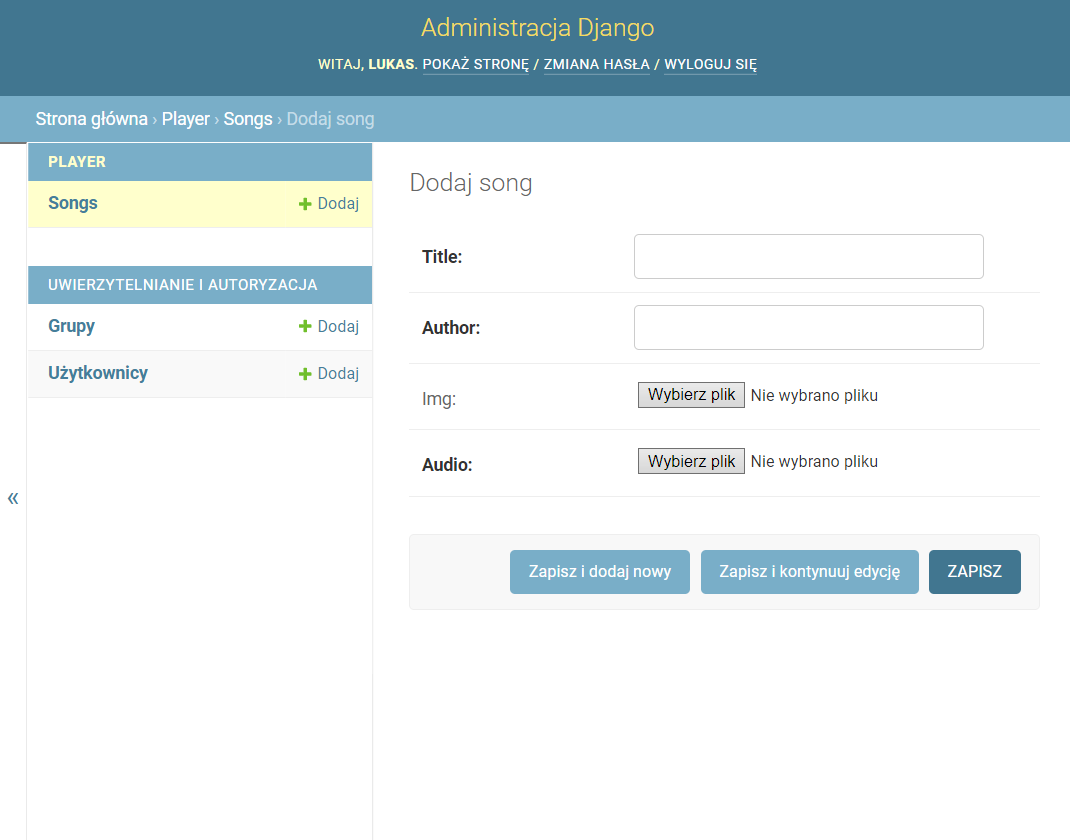 Administracja Django
WITAJ, LUKAS. POKAŻ STRONĘ / ZMIANA HASŁA / WYLOGUJ SIĘ
Strona główna › Player › Songs › Dodaj song
PLAYER
Songs
Dodaj
UWIERZYTELNIANIE I AUTORYZACJA
Grupy
Dodaj
Użytkownicy
Dodaj
«
Dodaj song
Title:
Author:
Img:
Wybierz plik Nie wybrano pliku
Audio:
Wybierz plik Nie wybrano pliku
Zapisz i dodaj nowy
Zapisz i kontynuuj edycję
ZAPISZ